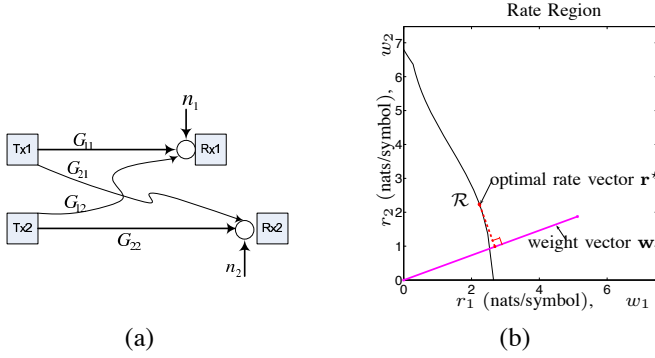 n1
Tx1
G11
Rx1
G21
G12
Tx2
G22
Rx2
n2
(a)
Rate Region
r2 (nats/symbol), w2
7
6
5
4
3
2
1
0
0 2 4 6
R
optimal rate vector r*
weight vector w
r1 (nats/symbol), w1
(b)